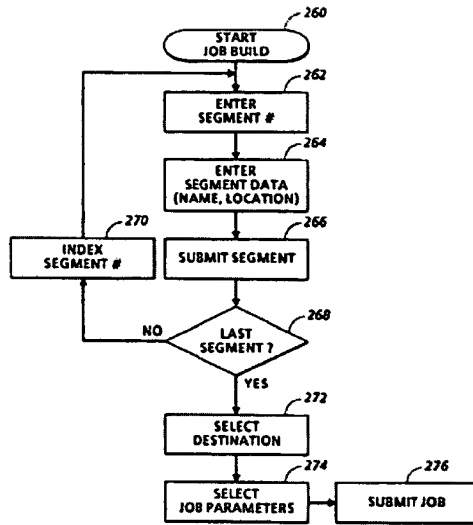 260
START
JOB BUILD
262
ENTER
SEGMENT #
264
ENTER
SEGMENT DATA
(NAME, LOCATION)
270
INDEX
SEGMENT #
266
SUBMIT SEGMENT
268
NO
LAST
SEGMENT ?
YES
272
SELECT
DESTINATION
274
SELECT
JOB PARAMETERS
276
SUBMIT JOB